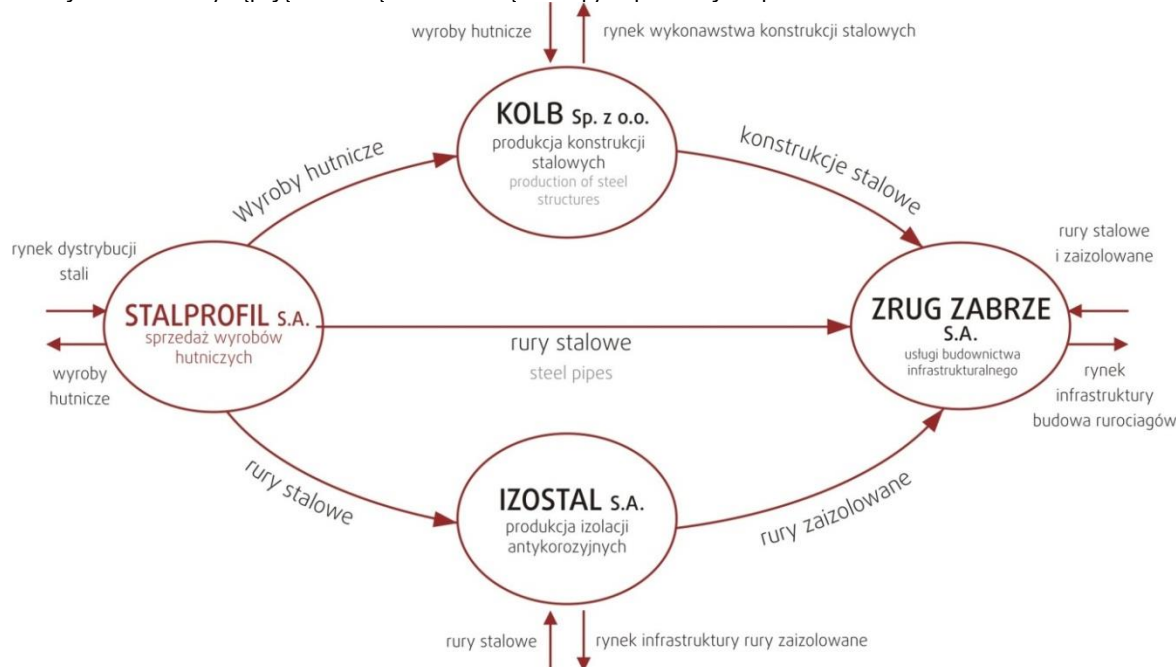 wyroby hutnicze
rynek wykonawstwa konstrukcji stalowych
KOLB Sp. z o.o.
produkcja konstrukcji
stalowych
production of steel
structures
Wyroby hutnicze
konstrukcje stalowe
rynek dystrybucji
stali
STALPROFIL S.A.
sprzedaż wyrobów
hutniczych
wyroby
hutnicze
rury stalowe
steel pipes
rury stalowe
i zaizolowane
ZRUG ZABRZE
S.A.
usługi budownictwa
infrastrukturalnego
rynek
infrastruktury
budowa rurociągów
rury stalowe
IZOSTAL S.A.
produkcja izolacji
antykorozyjnych
rury zaizolowane
rury stalowe
rynek infrastruktury rury zaizolowane